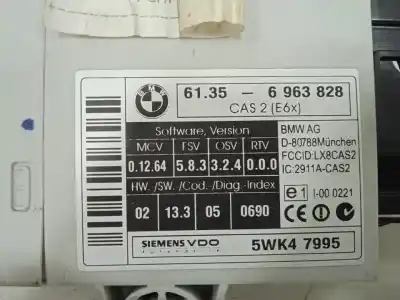 BMW
61.35 - 6 963 828
CAS 2 (E6x)
Software, Version
MCV FSV OSV RTV
0.12.64 5.8.3 3.2.4 0.0.0
HW. /SW. /Cod. /Diag.-Index
02 13.3 05 0690
BMW AG
D-80788München
FCCID:LX8CAS2
IC:2911A-CAS2
e1 I-00 0221
CE
SIEMENS VDO
5WK4 7995